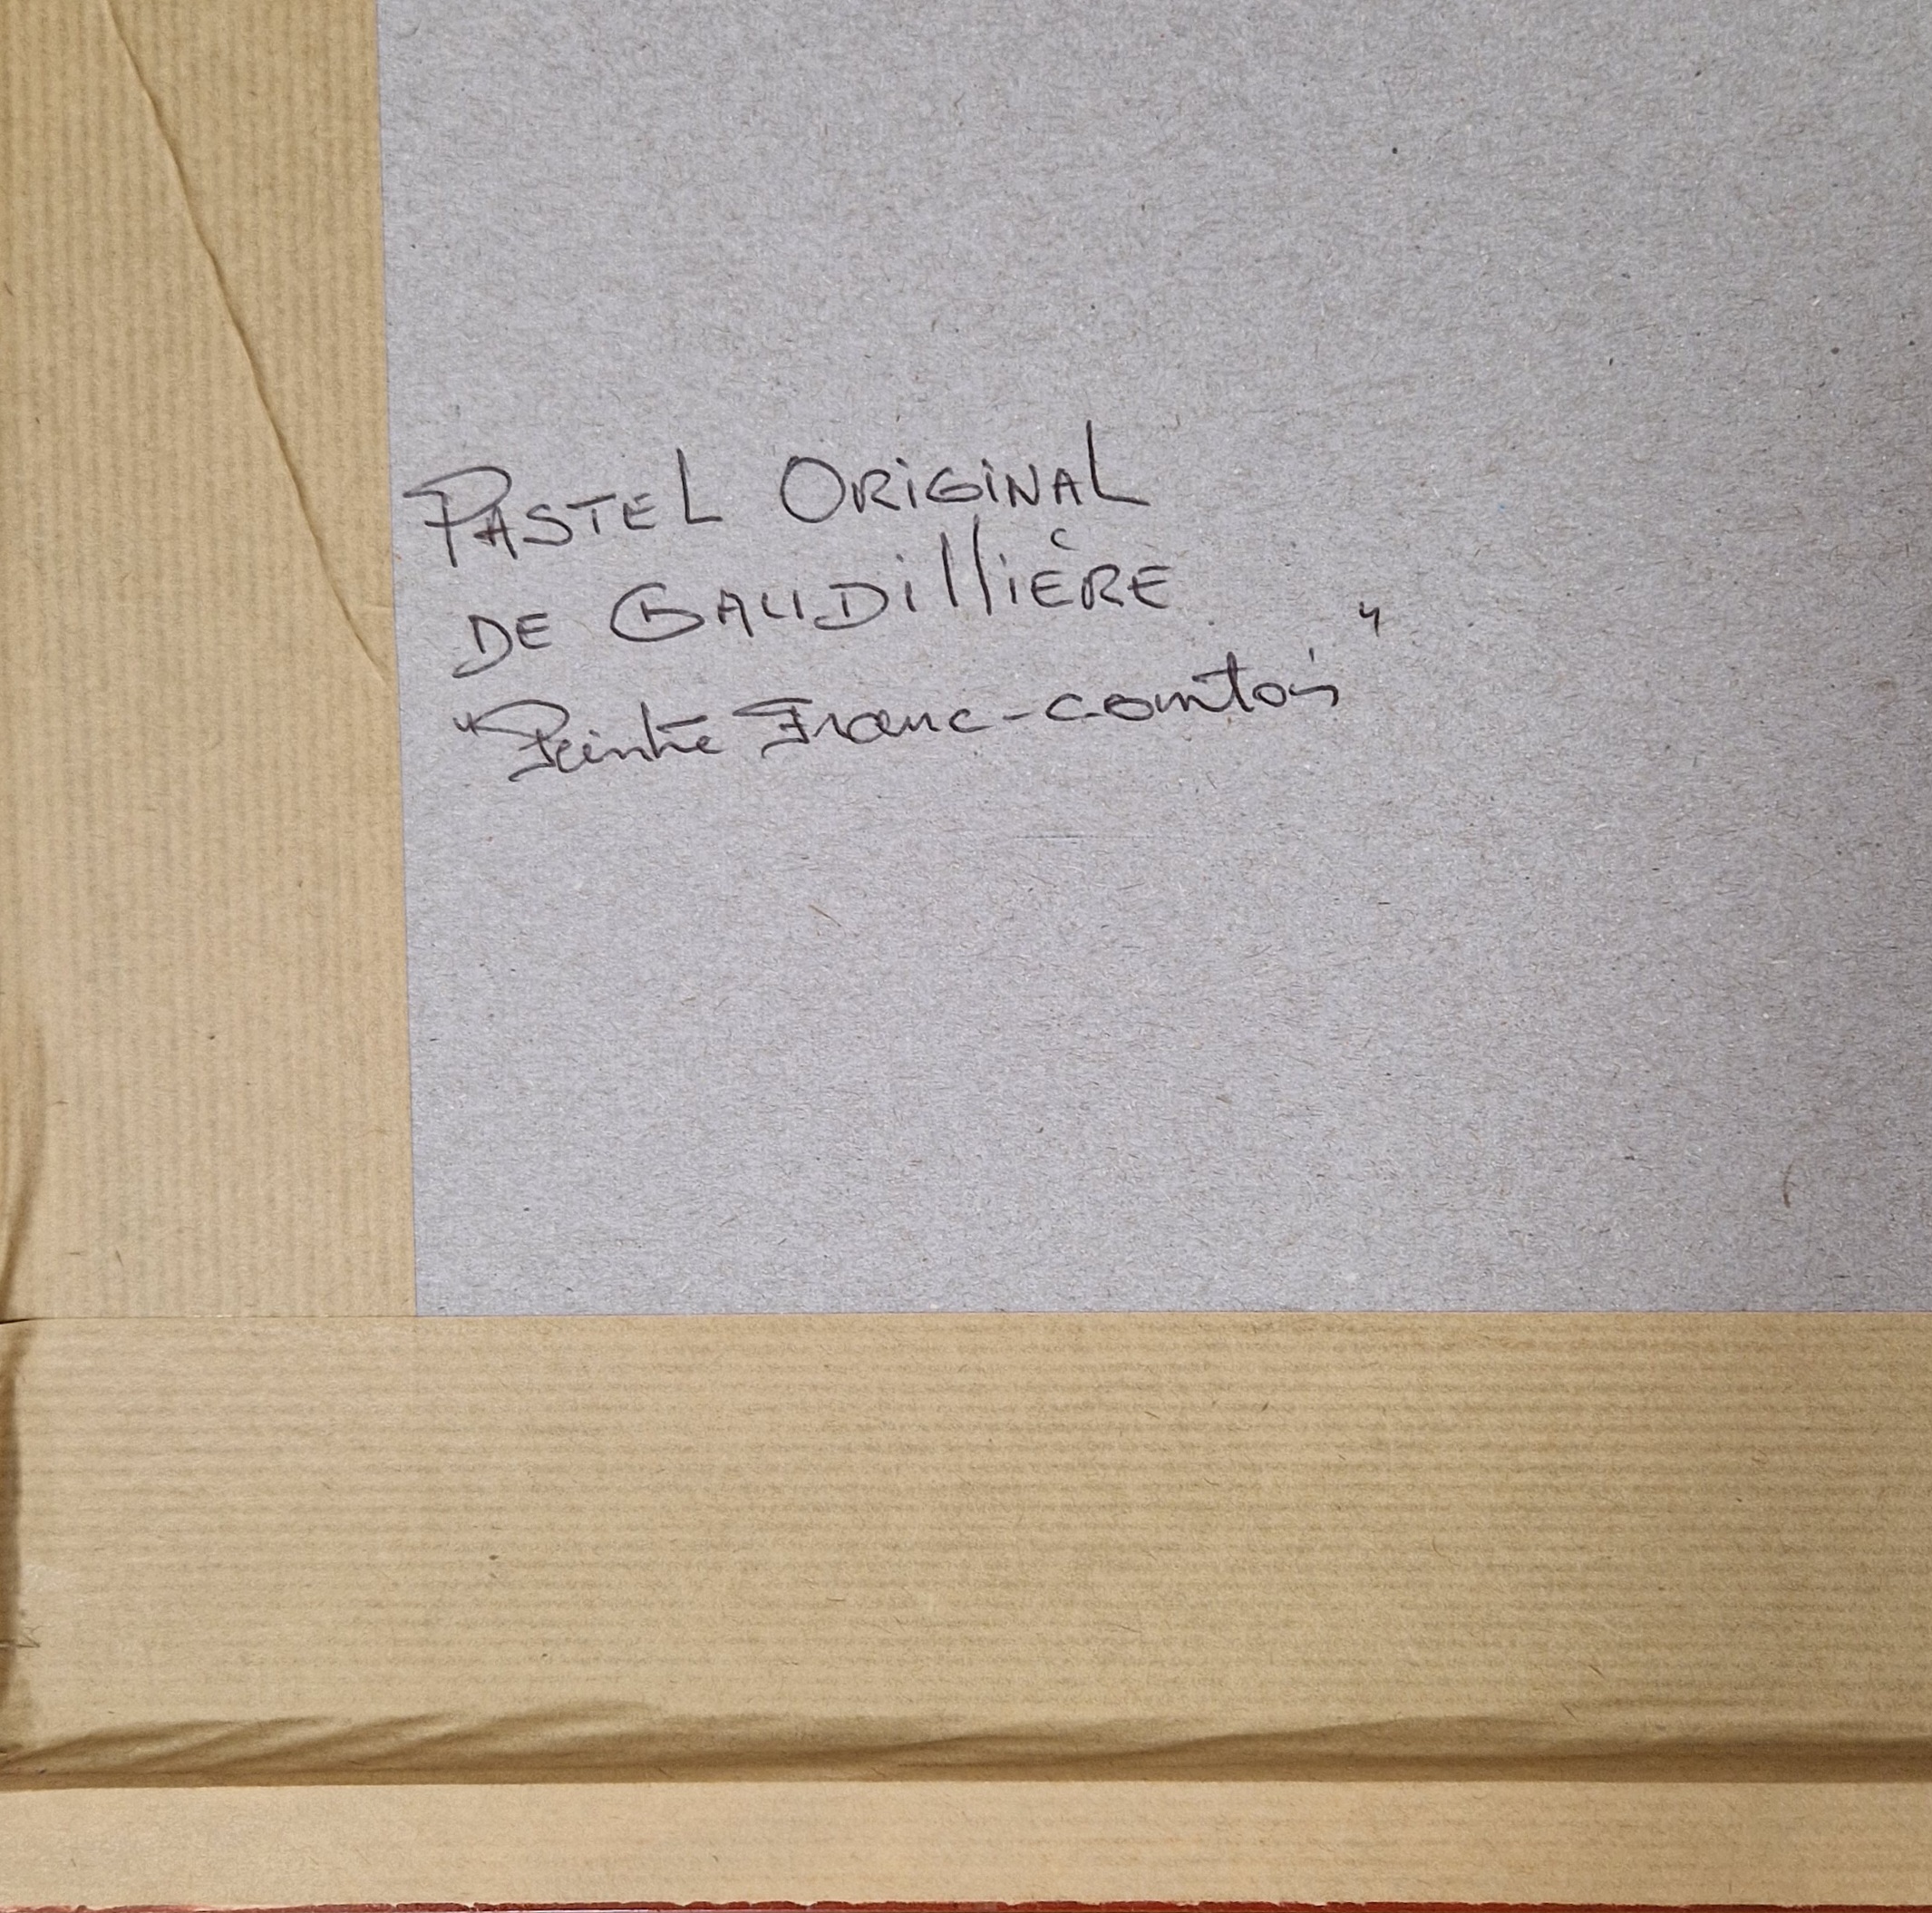 PASTEL ORIGINAL
DE GAUDILLIÈRE
"Peintre Franc-comtois"